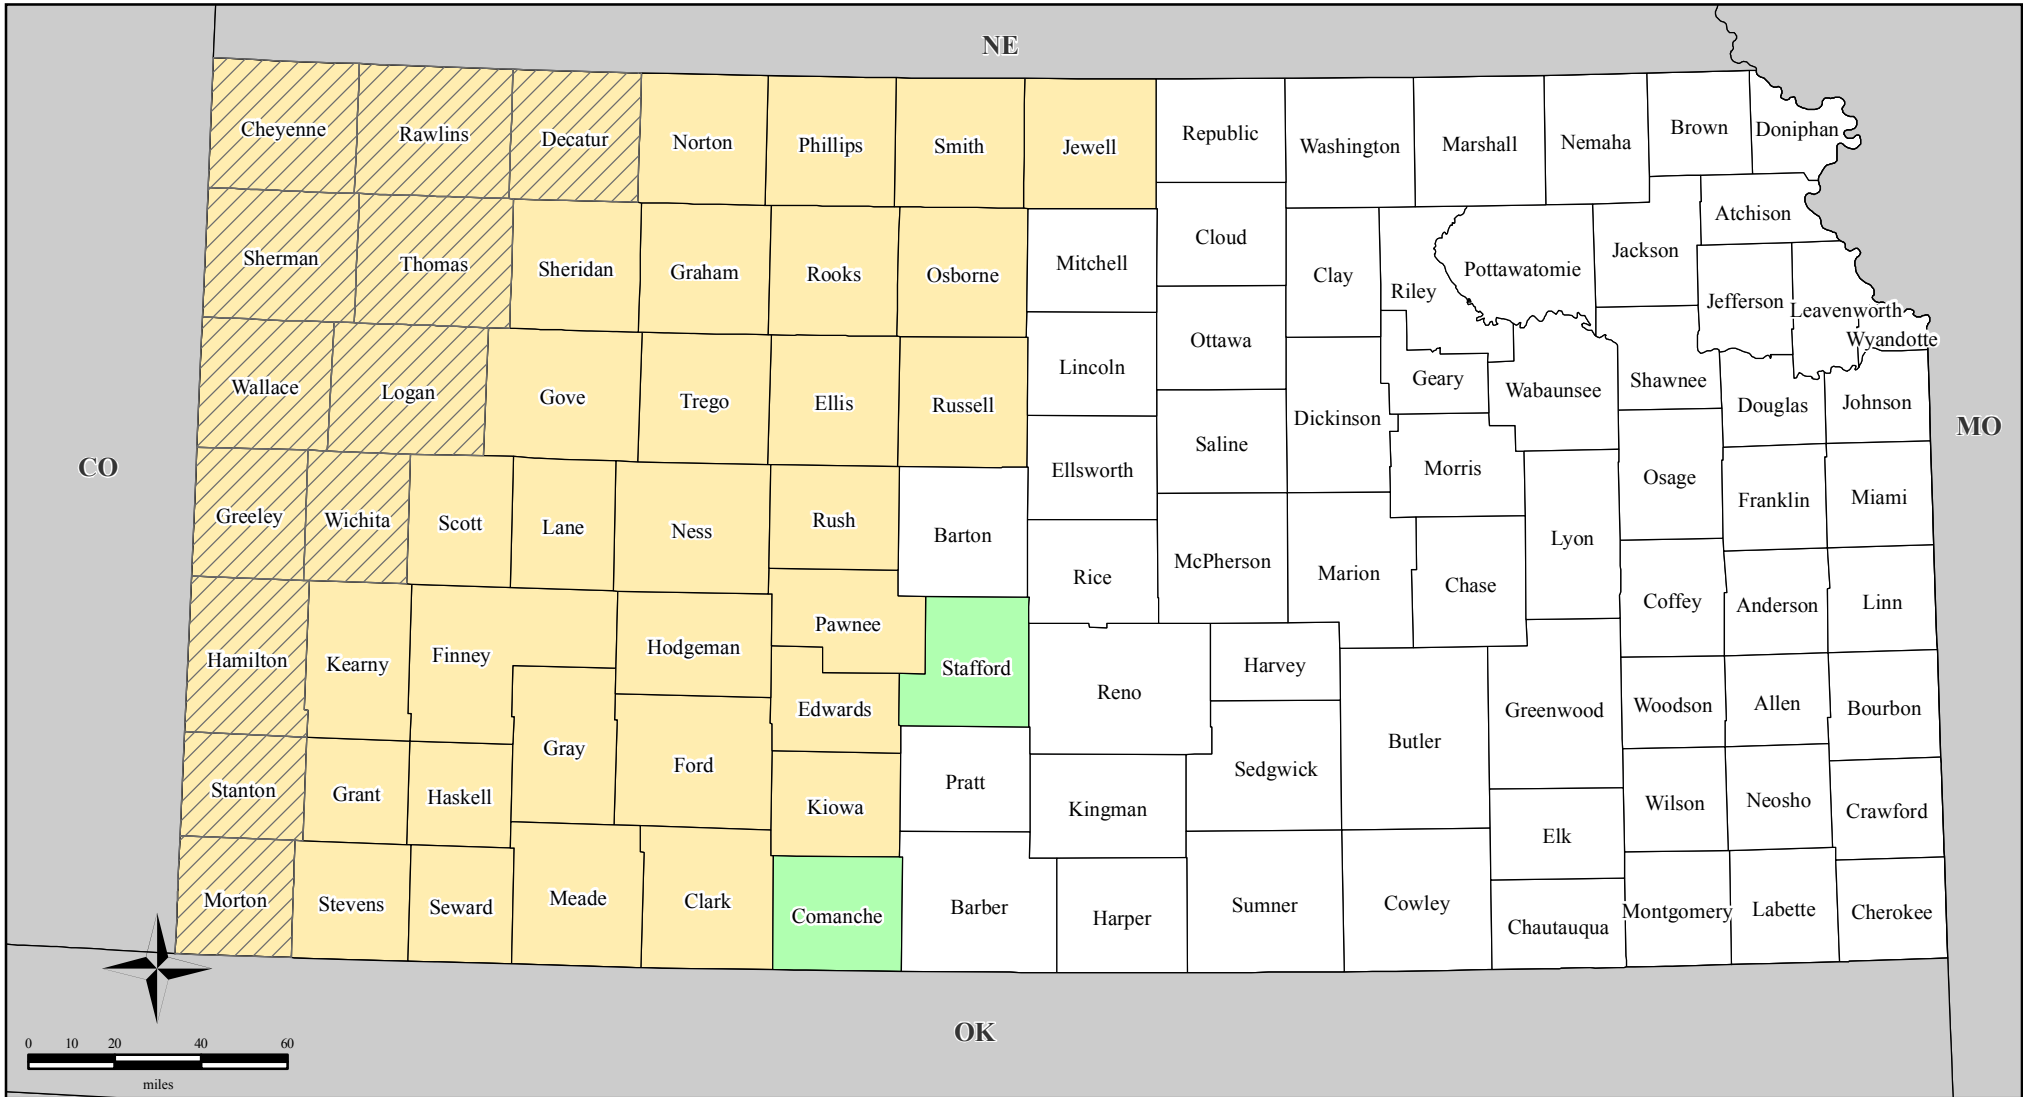 NE
Cheyenne
Rawlins
Decatur
Norton
Phillips
Smith
Jewell
Republic
Washington
Marshall
Nemaha
Brown
Doniphan
Sherman
Thomas
Sheridan
Graham
Rooks
Osborne
Mitchell
Cloud
Clay
Riley
Pottawatomie
Jackson
Atchison
Jefferson
Leavenworth
Wyandotte
Wallace
Logan
Gove
Trego
Ellis
Russell
Lincoln
Ottawa
Dickinson
Geary
Wabaunsee
Shawnee
Douglas
Johnson
CO
MO
Greeley
Wichita
Scott
Lane
Ness
Rush
Barton
Ellsworth
Saline
Morris
Osage
Franklin
Miami
Rice
McPherson
Marion
Chase
Lyon
Coffey
Anderson
Linn
Hamilton
Kearny
Finney
Hodgeman
Pawnee
Stafford
Edwards
Reno
Harvey
Butler
Greenwood
Woodson
Allen
Bourbon
Stanton
Grant
Haskell
Gray
Ford
Kiowa
Pratt
Kingman
Sedgwick
Elk
Wilson
Neosho
Crawford
Morton
Stevens
Seward
Meade
Clark
Comanche
Barber
Harper
Sumner
Cowley
Chautauqua
Montgomery
Labette
Cherokee
OK
0 10 20 40 60
miles